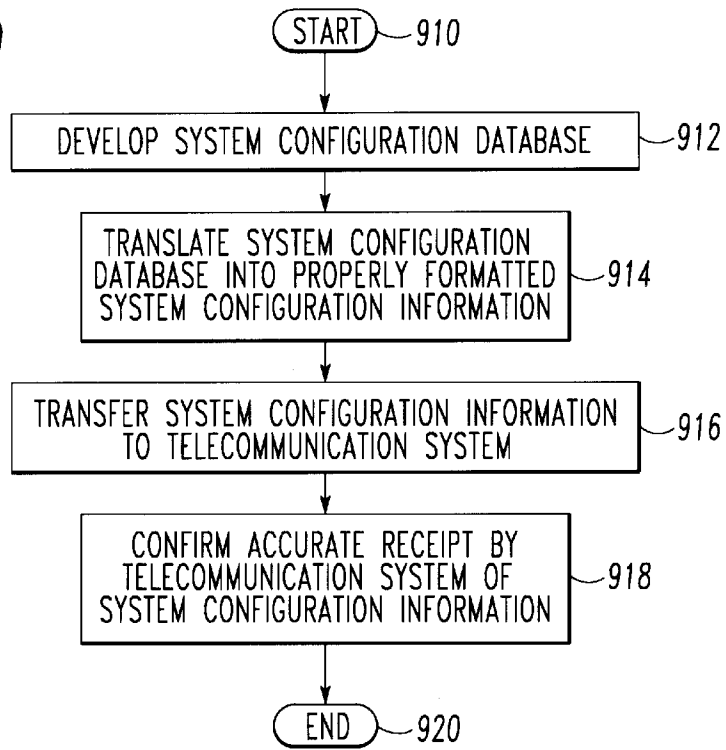 START 910
DEVELOP SYSTEM CONFIGURATION DATABASE 912
TRANSLATE SYSTEM CONFIGURATION
DATABASE INTO PROPERLY FORMATTED 914
SYSTEM CONFIGURATION INFORMATION
TRANSFER SYSTEM CONFIGURATION INFORMATION
TO TELECOMMUNICATION SYSTEM 916
CONFIRM ACCURATE RECEIPT BY
TELECOMMUNICATION SYSTEM OF 918
SYSTEM CONFIGURATION INFORMATION
END 920